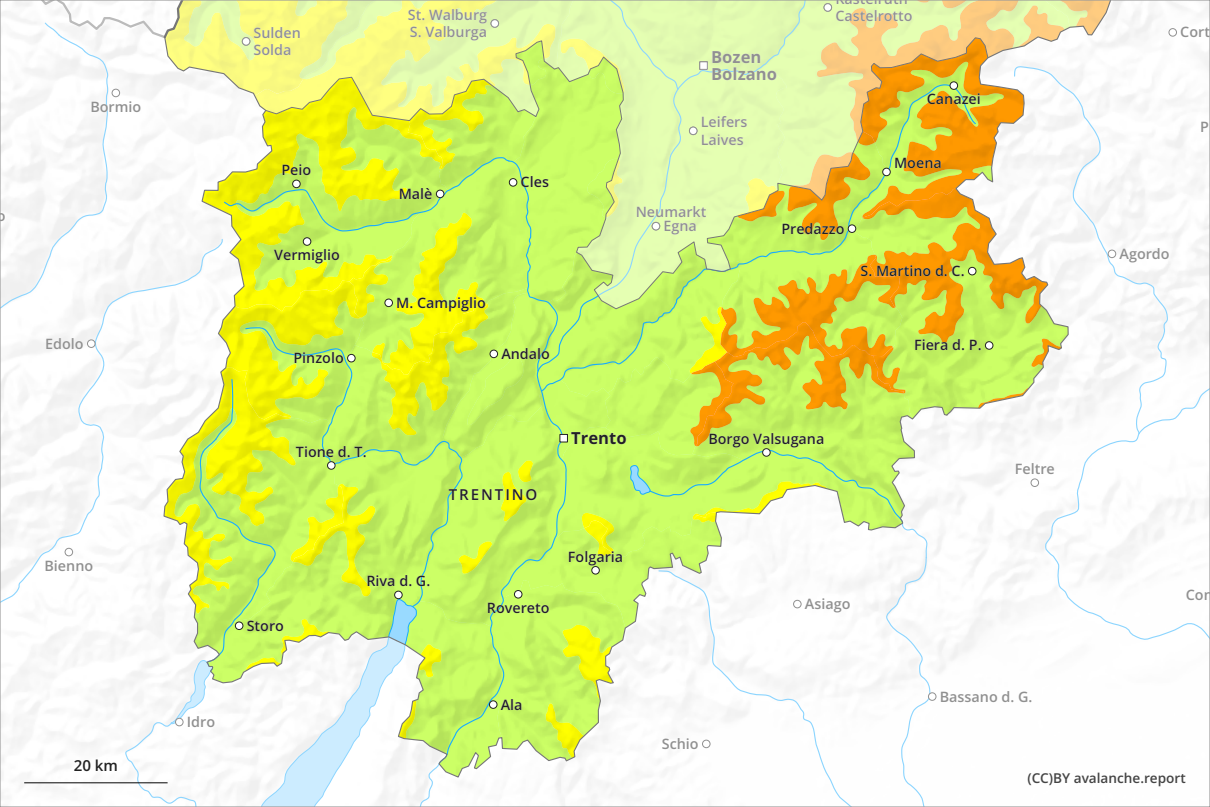 Kastelruth
Castelrotto
St. Walburg
S. Valburga
Sulden
Solda
Cort
Bozen
Bolzano
Bormio
Canazei
Leifers
Laives
P
Moena
Peio
Malè
Cles
Neumarkt
Egna
Predazzo
Vermiglio
Agordo
S. Martino d. C.
M. Campiglio
Edolo
Pinzolo
Andalo
Fiera d. P.
Trento
Borgo Valsugana
Tione d. T.
Feltre
TRENTINO
Bienno
Folgaria
Riva d. G.
Rovereto
Asiago
Cor
Storo
Bassano d. G.
Ala
Idro
Schio
20 km
(CC)BY avalanche.report